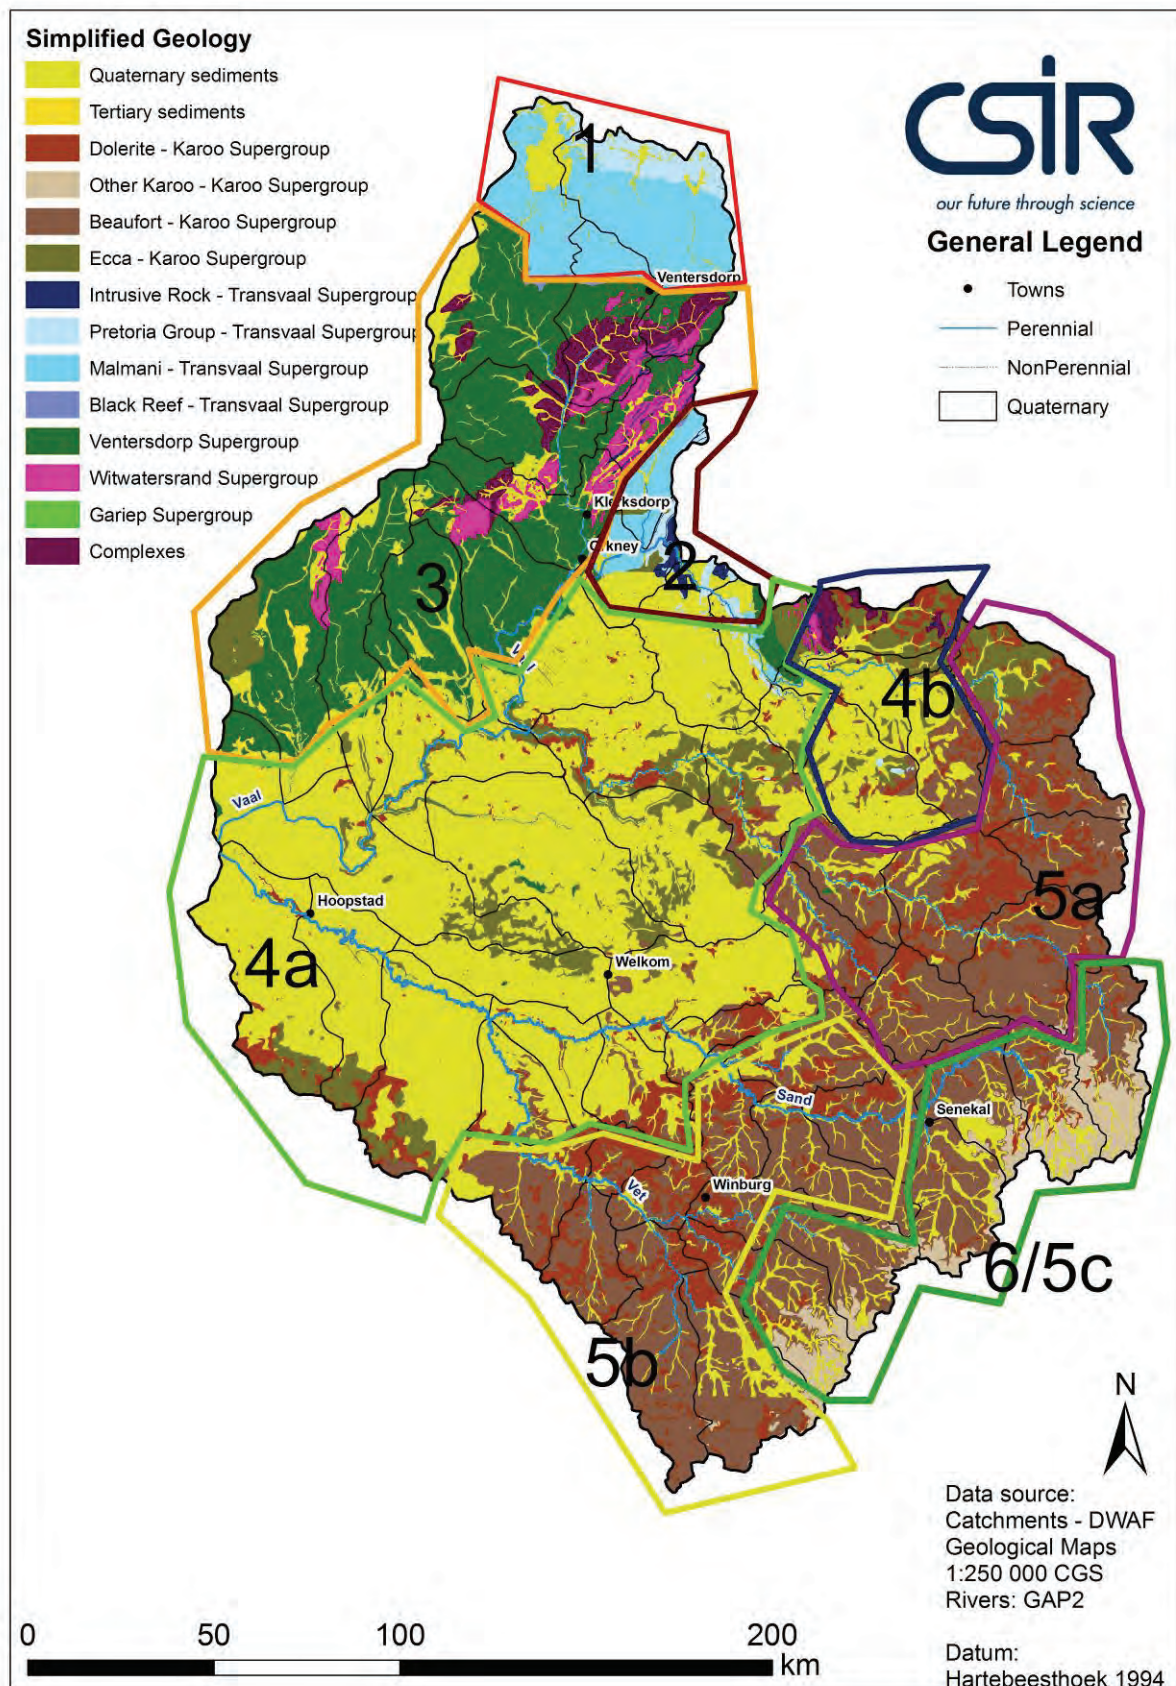 Simplified Geology
Quaternary sediments
Tertiary sediments
Dolerite - Karoo Supergroup
Other Karoo - Karoo Supergroup
Beaufort - Karoo Supergroup
Ecca - Karoo Supergroup
Intrusive Rock - Transvaal Supergroup
Pretoria Group - Transvaal Supergroup
Malmani - Transvaal Supergroup
Black Reef - Transvaal Supergroup
Ventersdorp Supergroup
Witwatersrand Supergroup
Gariep Supergroup
Complexes
CSIR
our future through science
General Legend
Towns
Perennial
NonPerennial
Quaternary
1
Ventersdorp
Klerksdorp
Orkney
2
3
Vaal
4b
Vaal
5a
Hoopstad
4a
Welkom
Sand
Senekal
Vet
Winburg
6/5c
5b
N
Data source:
Catchments - DWAF
Geological Maps
1:250 000 CGS
Rivers: GAP2
Datum:
Hartebeesthoek 1994
0 50 100 200
km